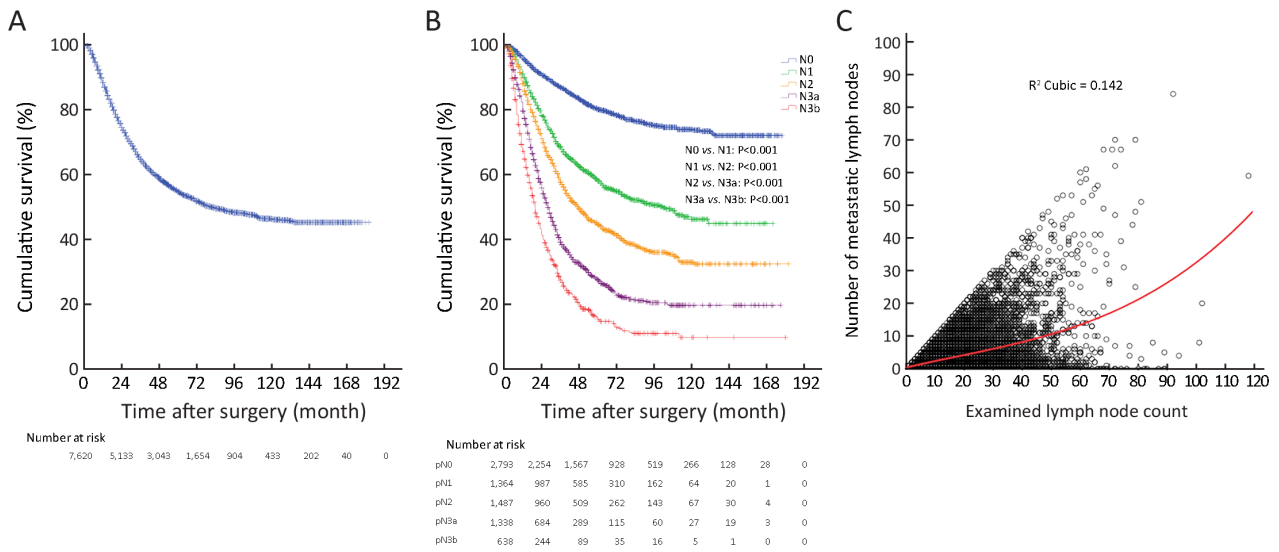 A
Cumulative survival (%)
100
80
60
40
20
0
0 24 48 72 96 120 144 168 192
Time after surgery (month)
Number at risk
7,620 5,133 3,043 1,654 904 433 202 40 0
B
Cumulative survival (%)
100
80
60
40
20
0
N0
N1
N2
N3a
N3b
N0 vs. N1: P<0.001
N1 vs. N2: P<0.001
N2 vs. N3a: P<0.001
N3a vs. N3b: P<0.001
0 24 48 72 96 120 144 168 192
Time after surgery (month)
Number at risk
pN0 2,793 2,254 1,567 928 519 266 128 28 0
pN1 1,364 987 585 310 162 64 20 1 0
pN2 1,487 960 509 262 143 67 30 4 0
pN3a 1,338 684 289 115 60 27 19 3 0
pN3b 638 244 89 35 16 5 1 0 0
C
Number of metastatic lymph nodes
100
90
80
70
60
50
40
30
20
10
0
R² Cubic = 0.142
0 10 20 30 40 50 60 70 80 90 100 110 120
Examined lymph node count